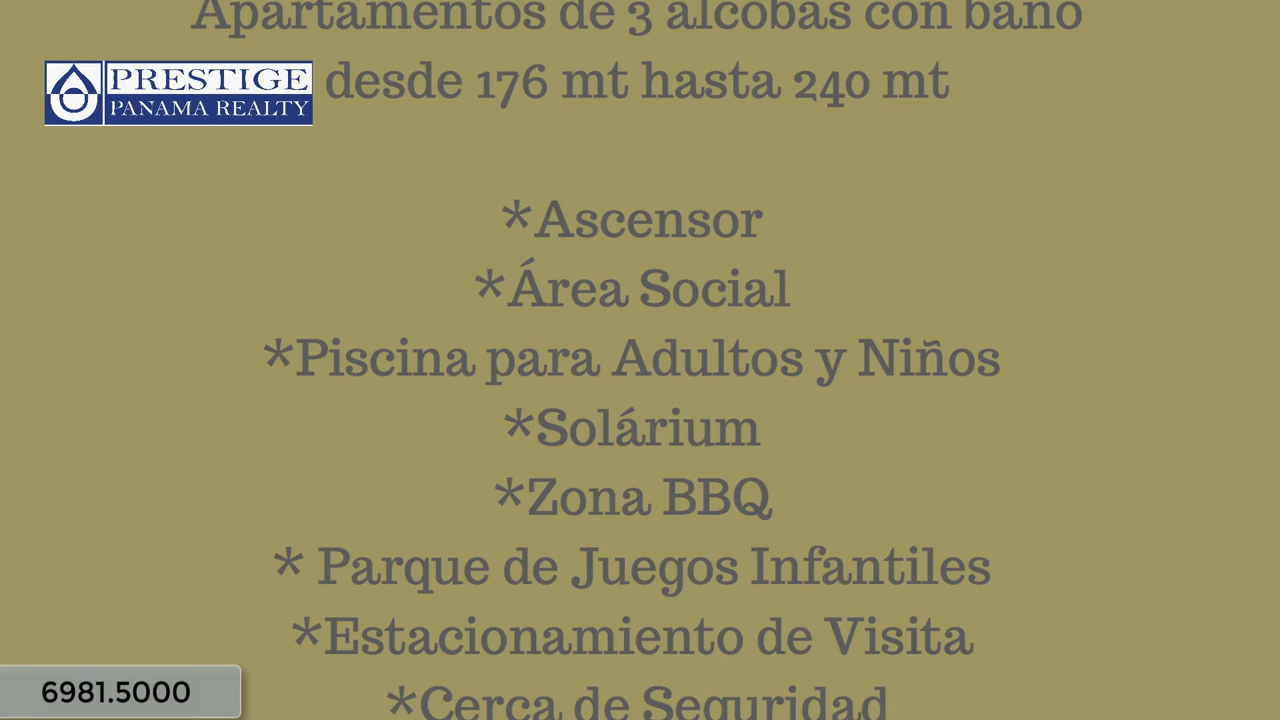 Apartamentos de 3 alcobas con baño
PRESTIGE
PANAMA REALTY
desde 176 mt hasta 240 mt
*Ascensor
*Área Social
*Piscina para Adultos y Niños
*Solárium
*Zona BBQ
* Parque de Juegos Infantiles
*Estacionamiento de Visita
*Cerca de Seguridad
6981.5000